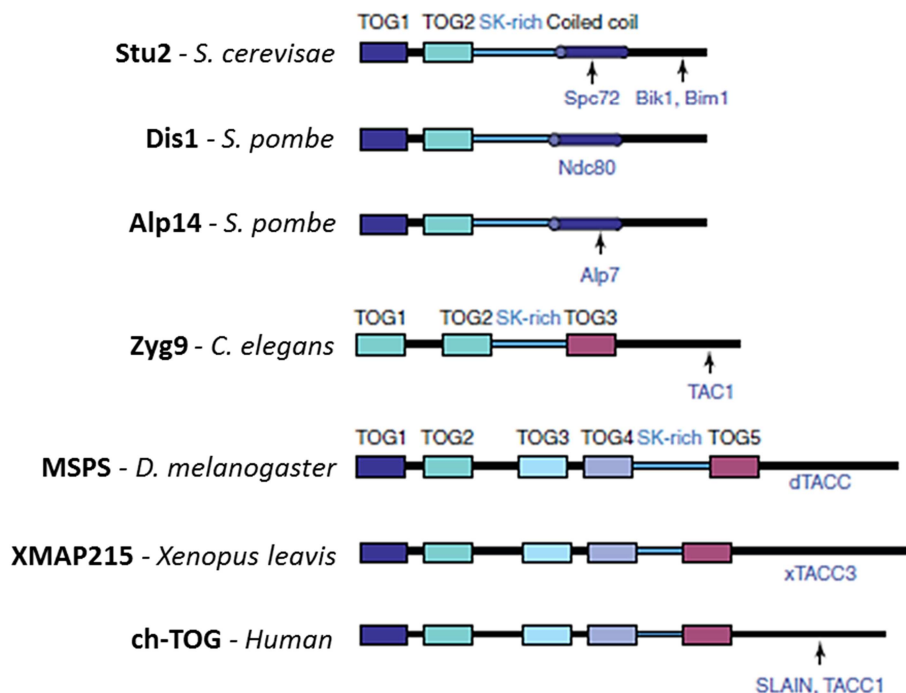 TOG1 TOG2 SK-rich Coiled coil
Stu2 - S. cerevisae
Spc72 Bik1, Bim1
Dis1 - S. pombe
Ndc80
Alp14 - S. pombe
Alp7
TOG1 TOG2 SK-rich TOG3
Zyg9 - C. elegans
TAC1
TOG1 TOG2 TOG3 TOG4 SK-rich TOG5
MSPS - D. melanogaster
dTACC
XMAP215 - Xenopus leavis
xTACC3
ch-TOG - Human
SLAIN, TACC1